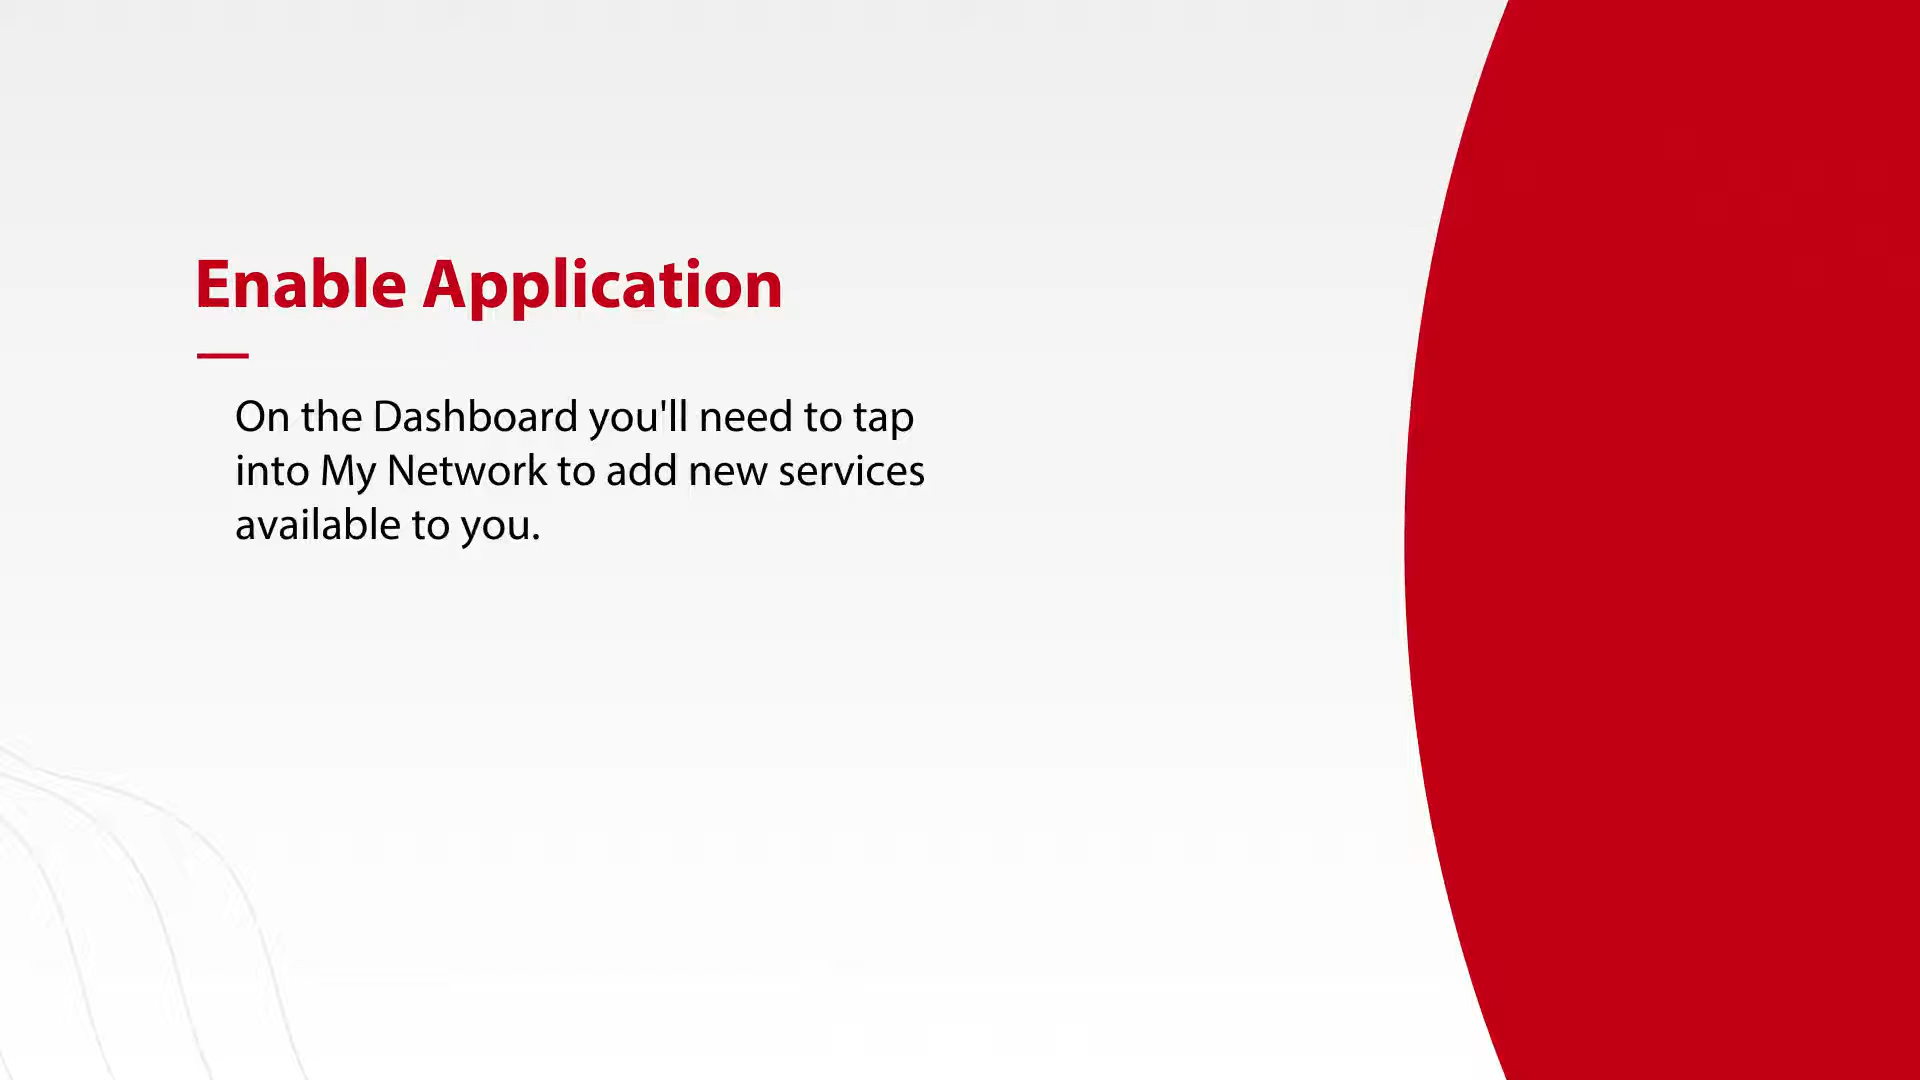 Enable Application
On the Dashboard you'll need to tap
into My Network to add new services
available to you.